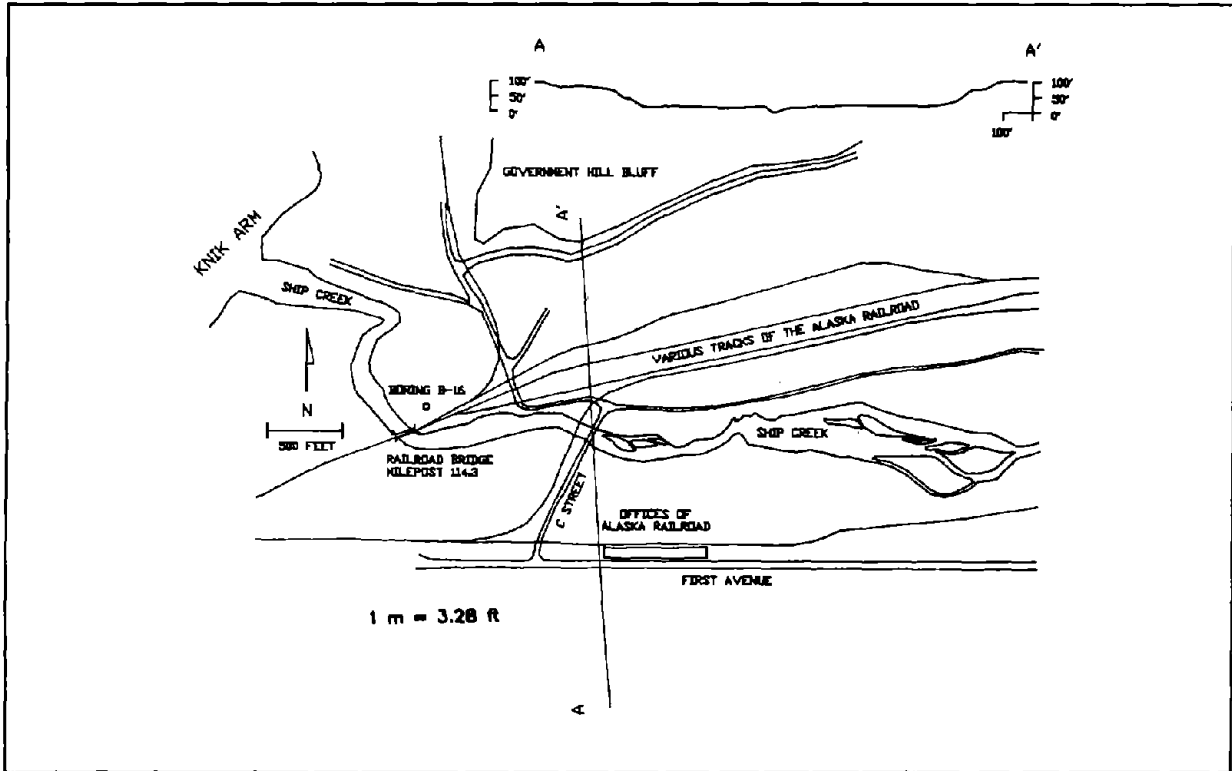 A
A'
100'
50'
0'
100'
50'
0'
100'
GOVERNMENT HILL BLUFF
A'
KNIK ARM
SHIP CREEK
VARIOUS TRACKS OF THE ALASKA RAILROAD
BORING B-16
N
500 FEET
RAILROAD BRIDGE
MILEPOST 114.3
SHIP CREEK
C STREET
OFFICES OF
ALASKA RAILROAD
FIRST AVENUE
1 m = 3.28 ft
A